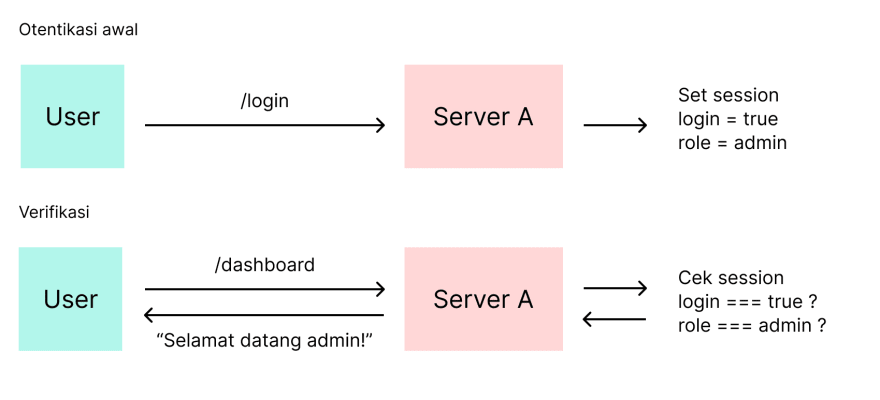 Otentikasi awal
User
/login
Server A
Set session
login = true
role = admin
Verifikasi
User
/dashboard
“Selamat datang admin!”
Server A
Cek session
login === true ?
role === admin ?